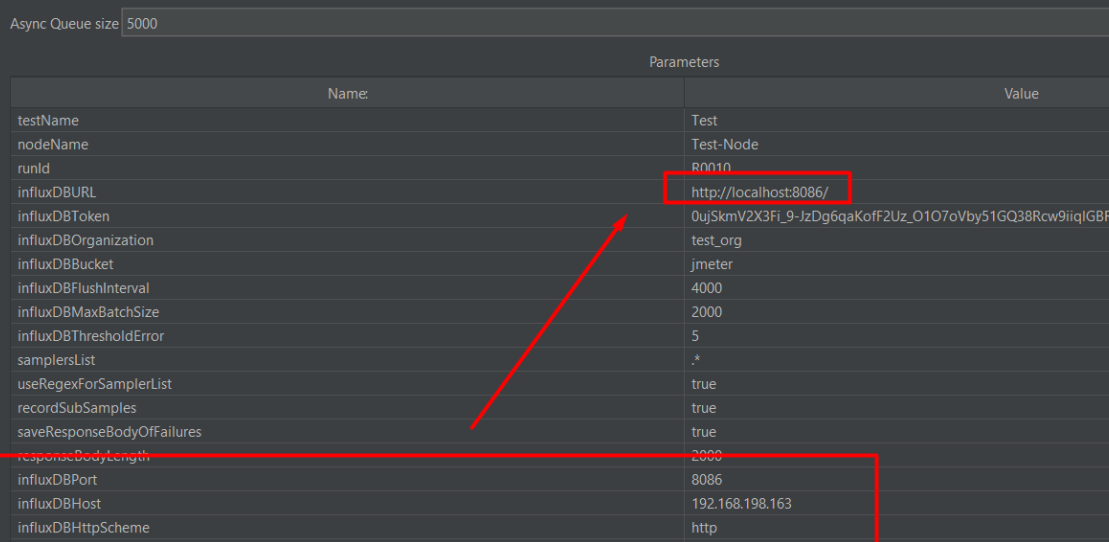 Async Queue size 5000
Parameters
Name: Value
testName Test
nodeName Test-Node
runId R0010
influxDBURL http://localhost:8086/
influxDBToken 0ujSkmV2X3Fi_9-JzDg6qaKofF2Uz_O1O7oVby51GQ38Rcw9iiqIGBF
influxDBOrganization test_org
influxDBBucket jmeter
influxDBFlushInterval 4000
influxDBMaxBatchSize 2000
influxDBThresholdError 5
samplersList .*
useRegexForSamplerList true
recordSubSamples true
saveResponseBodyOfFailures true
responseBodyLength 2000
influxDBPort 8086
influxDBHost 192.168.198.163
influxDBHttpScheme http